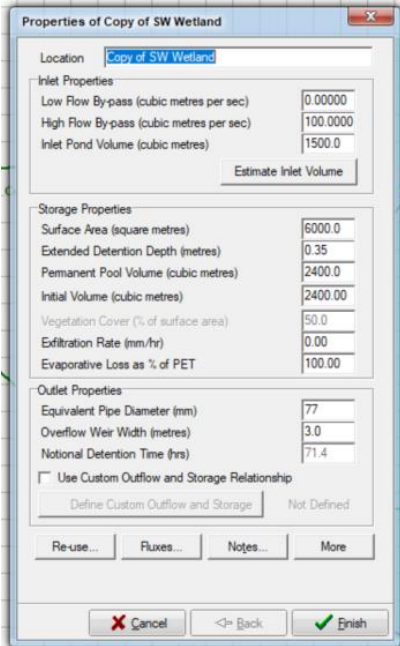 Properties of Copy of SW Wetland
Location Copy of SW Wetland
Inlet Properties
Low Flow By-pass (cubic metres per sec) 0.00000
High Flow By-pass (cubic metres per sec) 100.0000
Inlet Pond Volume (cubic metres) 1500.0
Estimate Inlet Volume
Storage Properties
Surface Area (square metres) 6000.0
Extended Detention Depth (metres) 0.35
Permanent Pool Volume (cubic metres) 2400.0
Initial Volume (cubic metres) 2400.00
Vegetation Cover (% of surface area) 50.0
Exfiltration Rate (mm/hr) 0.00
Evaporative Loss as % of PET 100.00
Outlet Properties
Equivalent Pipe Diameter (mm) 77
Overflow Weir Width (metres) 3.0
Notional Detention Time (hrs) 71.4
Use Custom Outflow and Storage Relationship
Define Custom Outflow and Storage Not Defined
Re-use... Fluxes... Notes... More
Cancel Back Finish